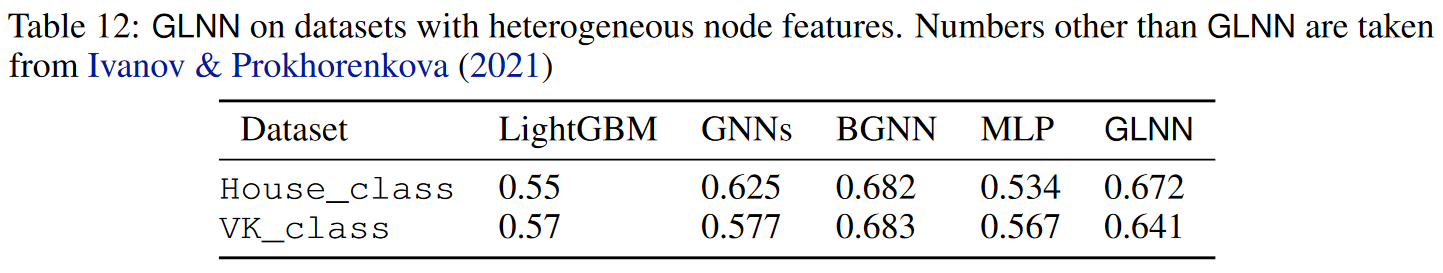 Table 12: GLNN on datasets with heterogeneous node features. Numbers other than GLNN are taken
from Ivanov & Prokhorenkova (2021)
Dataset LightGBM GNNs BGNN MLP GLNN
House_class 0.55 0.625 0.682 0.534 0.672
VK_class 0.57 0.577 0.683 0.567 0.641